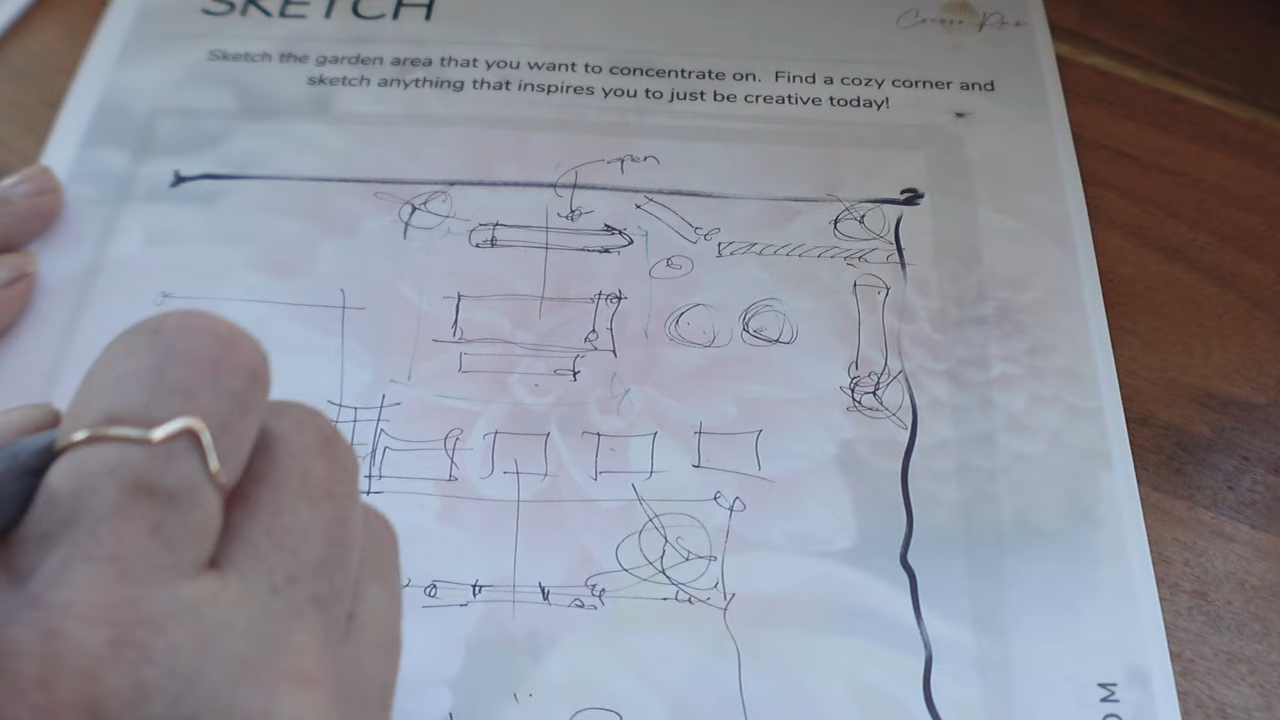 SKETCH
Sketch the garden area that you want to concentrate on. Find a cozy corner and
sketch anything that inspires you to just be creative today!
open